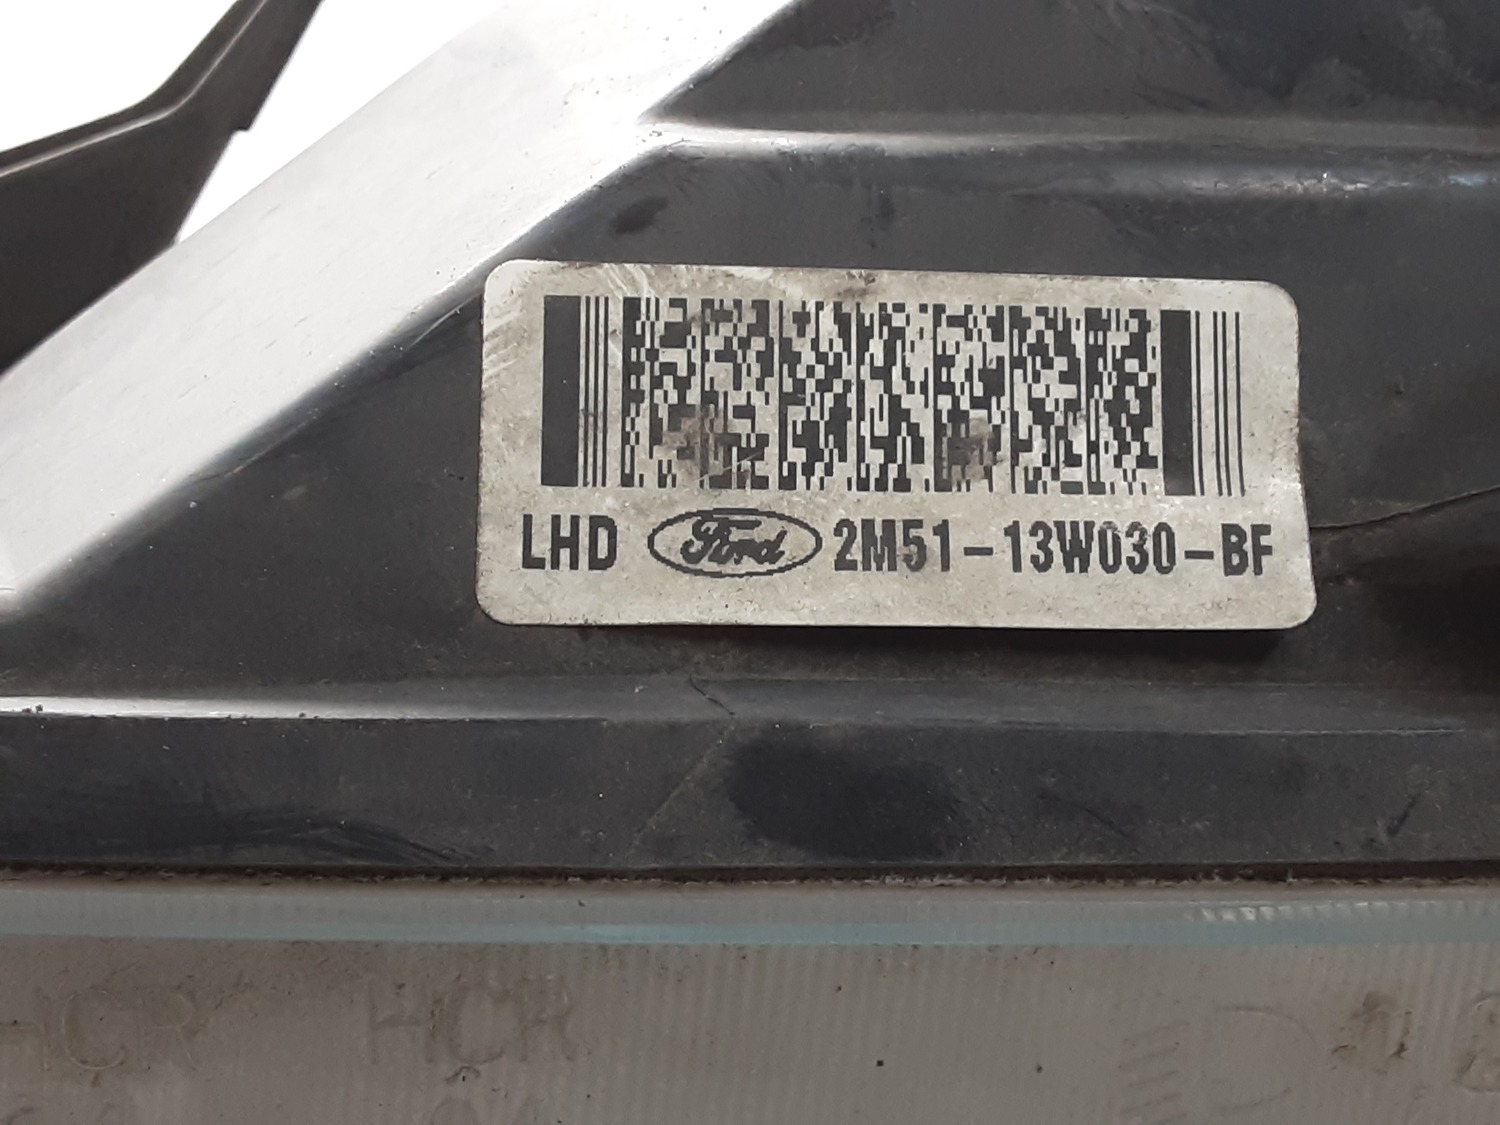 LHD Ford 2M51-13W030-BF
HCR HCR